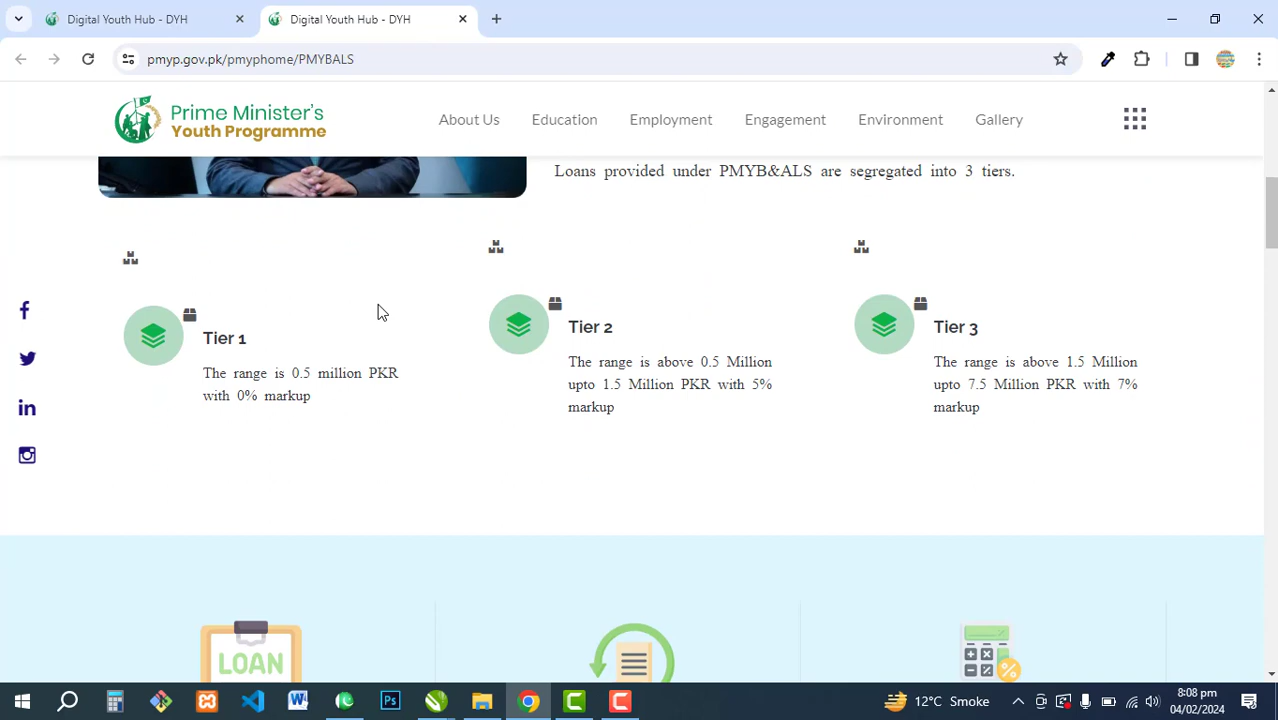 Digital Youth Hub - DYH
Digital Youth Hub - DYH
pmyp.gov.pk/pmyphome/PMYBALS
Prime Minister's
Youth Programme
About Us
Education
Employment
Engagement
Environment
Gallery
Loans provided under PMYB&ALS are segregated into 3 tiers.
Tier 1
The range is 0.5 million PKR
with 0% markup
Tier 2
The range is above 0.5 Million
upto 1.5 Million PKR with 5%
markup
Tier 3
The range is above 1.5 Million
upto 7.5 Million PKR with 7%
markup
LOAN
12°C Smoke
8:08 pm
04/02/2024